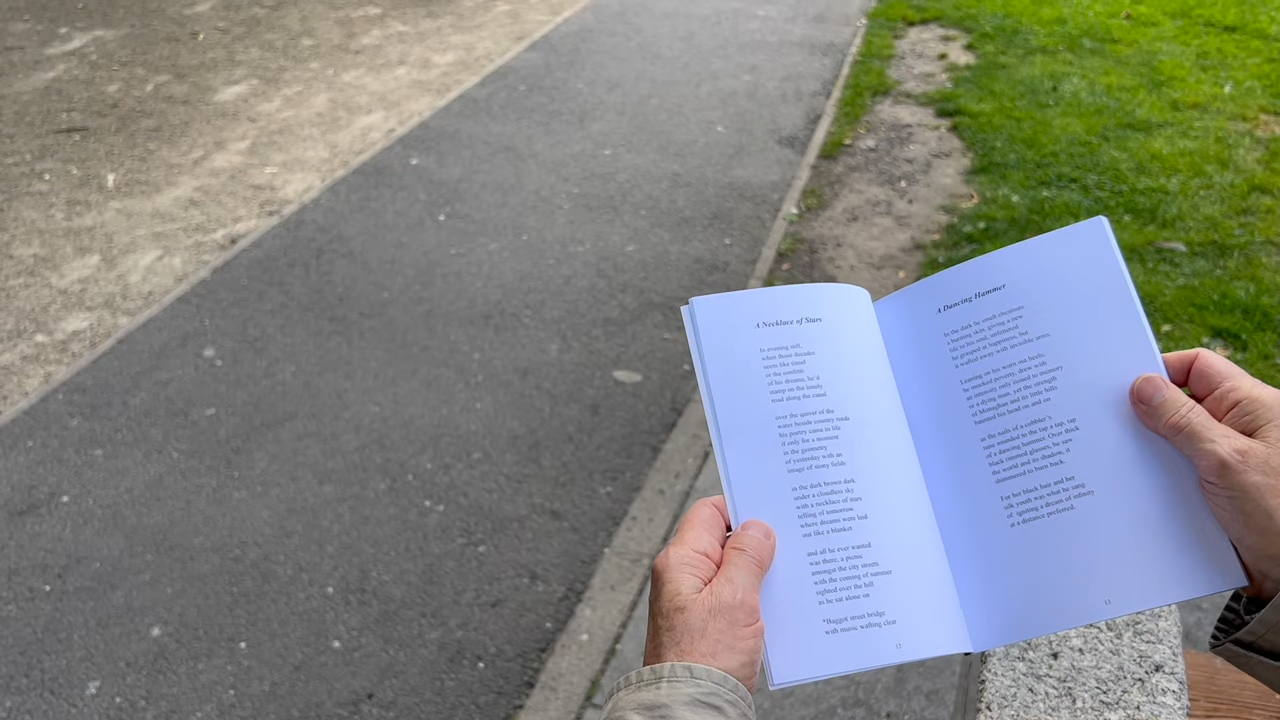 A Necklace of Stars
In evening still,
when those decades
seem like tinsel
or the confetti
of his dreams, he'd
stamp on the lonely
road along the canal
over the quiver of the
water beside country roads
his poetry came to life
if only for a moment
in the geometry
of yesterday with an
image of stony fields
in the dark brown dark
under a cloudless sky
with a necklace of stars
telling of tomorrow
where dreams were laid
out like a blanket
and all he ever wanted
was there, a picnic
amongst the city streets
with the coming of summer
sighted over the hill
as he sat alone on
*Baggot street bridge
with music wafting clear
12
A Dancing Hammer
In the dark he smelt chestnuts
a burning skin, giving a new
life to his soul, unfettered
he grasped at happiness, but
it wafted away with invisible arms.
Leaning on his worn out heels,
he mocked poverty, drew with
an intensity only loaned to memory
or a dying man, yet the strength
of Monaghan and its little hills
haunted his head on and on
as the nails of a cobbler's
tune sounded to the tap a tap, tap
of a dancing hammer. Over thick
black rimmed glasses, he saw
the world and its shadow, it
shimmered to burn back.
For her black hair and her
silk youth was what he sang
of igniting a dream of infinity
at a distance preferred.
13